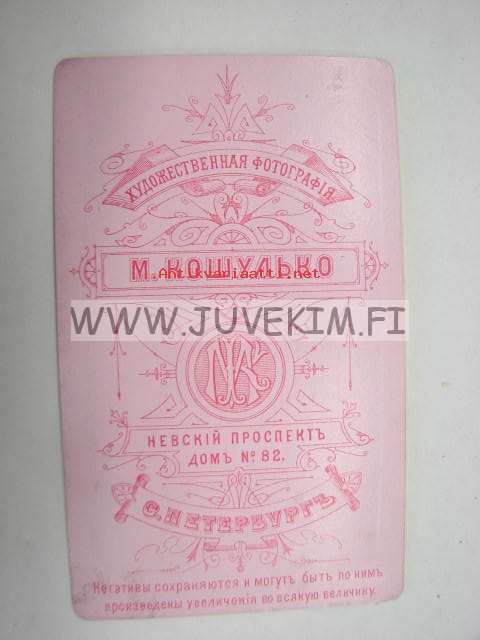 ХУДОЖЕСТВЕННАЯ ФОТОГРАФІЯ
М. КОШУЛЬКО
Antikvariaatti.net
WWW.JUVEKIM.FI
МК
НЕВСКІЙ ПРОСПЕКТЪ
ДОМЪ № 82.
С. ПЕТЕРБУРГЪ
Негативы сохраняются и могутъ быть по нимъ
произведены увеличенія во всякую величину.